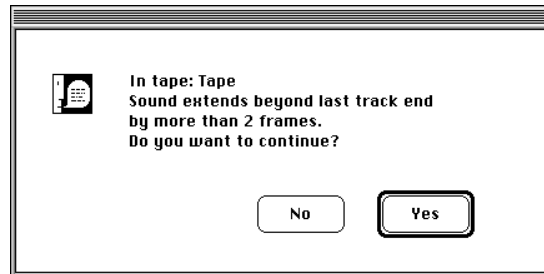 In tape: Tape
Sound extends beyond last track end
by more than 2 frames.
Do you want to continue?
No
Yes